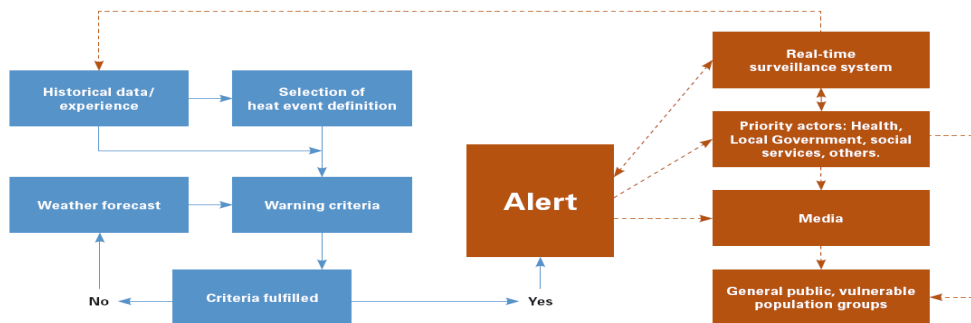 Historical data/
experience
Selection of
heat event definition
Weather forecast
Warning criteria
Criteria fulfilled
No
Yes
Alert
Real-time
surveillance system
Priority actors: Health,
Local Government, social
services, others.
Media
General public, vulnerable
population groups